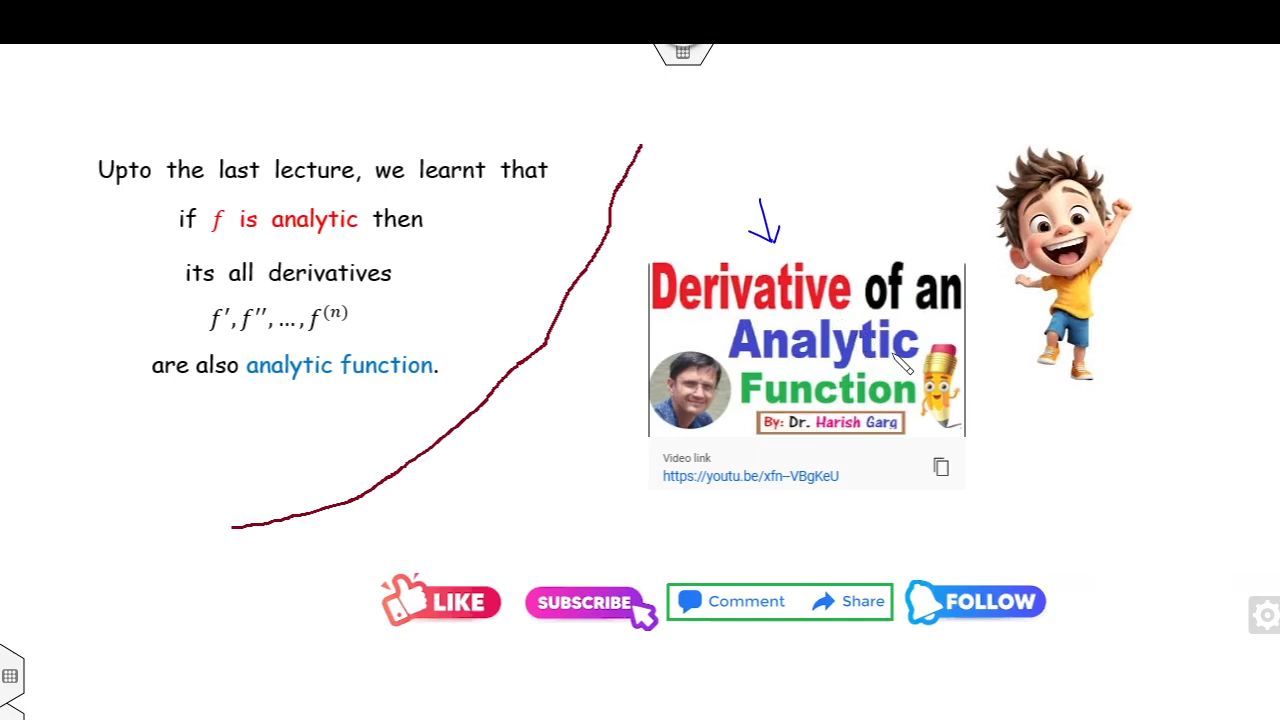 Upto the last lecture, we learnt that
if f is analytic then
its all derivatives
f′, f′′, ..., f⁽ⁿ⁾
are also analytic function.
Derivative of an
Analytic
Function
By: Dr. Harish Garg
Video link
https://youtu.be/xfn-VBgKeU
LIKE
SUBSCRIBE
Comment
Share
FOLLOW